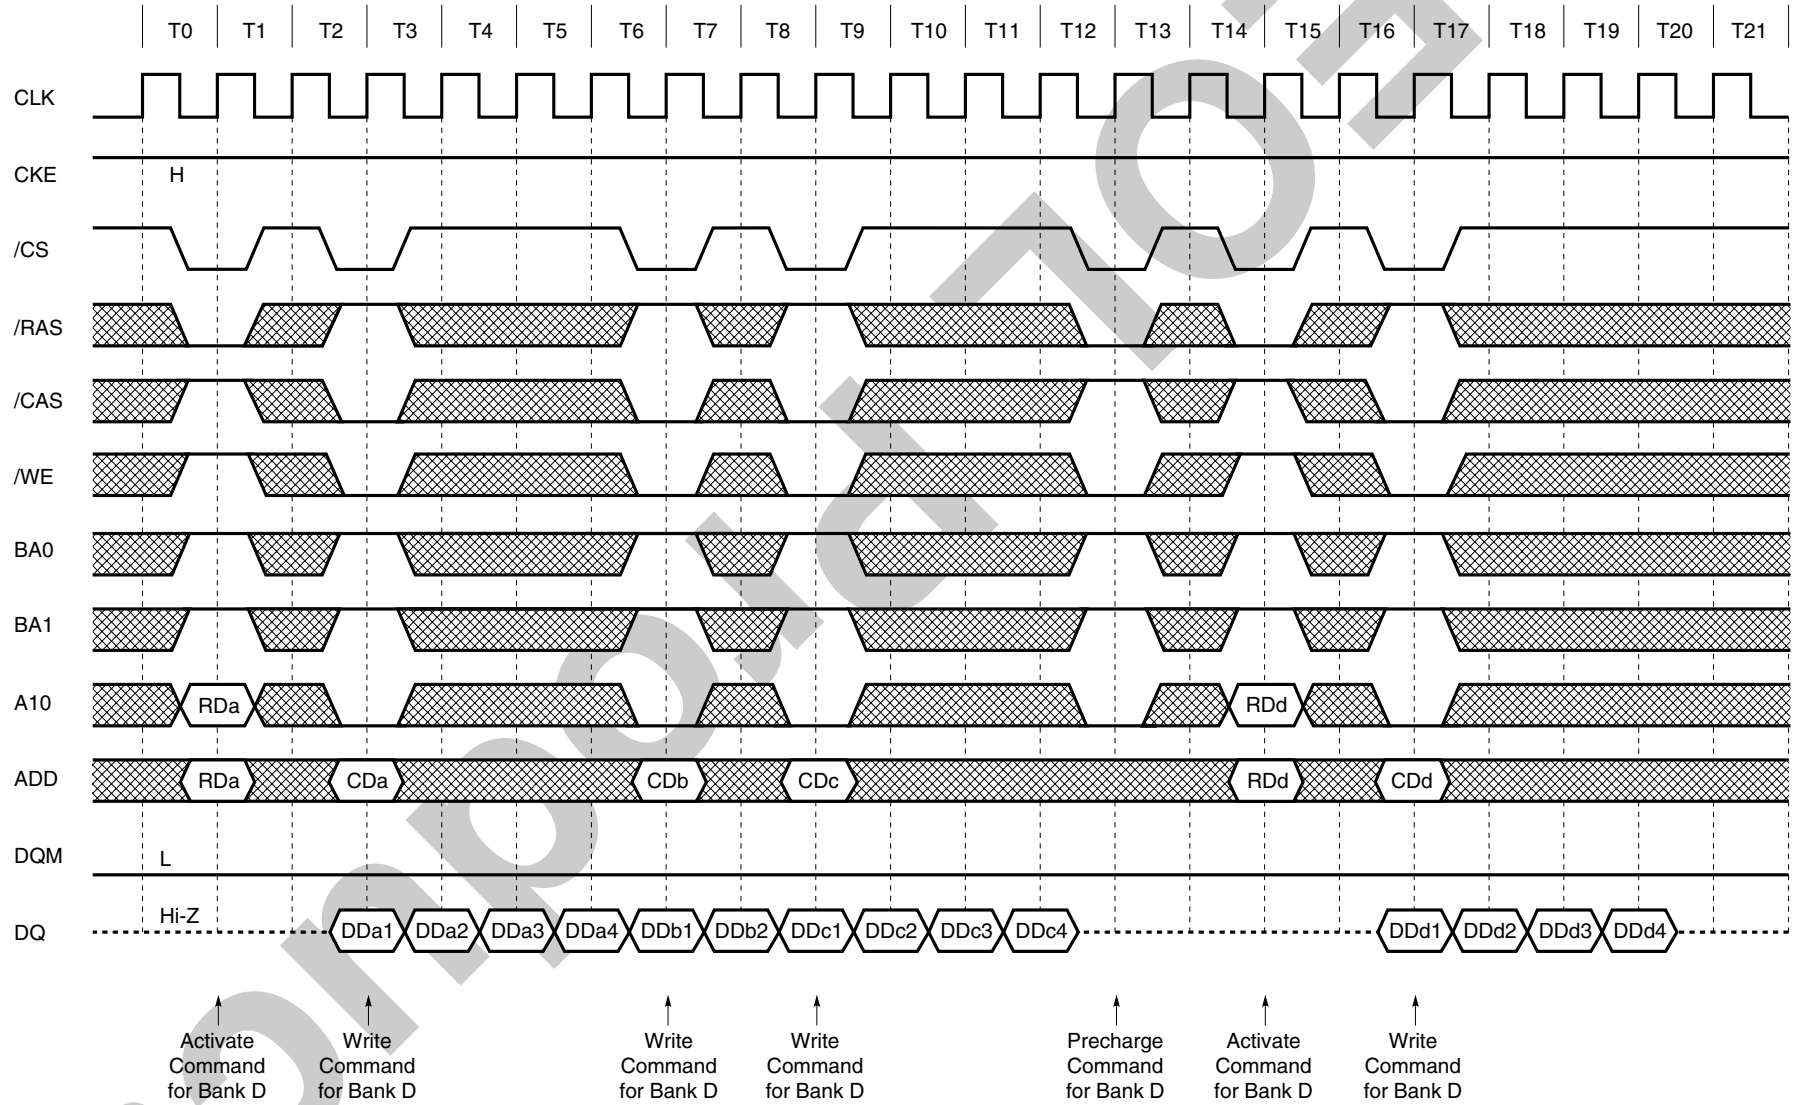 T0 T1 T2 T3 T4 T5 T6 T7 T8 T9 T10 T11 T12 T13 T14 T15 T16 T17 T18 T19 T20 T21
CLK
CKE H
/CS
/RAS
/CAS
/WE
BA0
BA1
A10 RDa RDd
ADD RDa CDa CDb CDc RDd CDd
DQM L
DQ Hi-Z DDa1 DDa2 DDa3 DDa4 DDb1 DDb2 DDc1 DDc2 DDc3 DDc4 DDd1 DDd2 DDd3 DDd4
Activate Write Write Write Precharge Activate Write
Command Command Command Command Command Command Command
for Bank D for Bank D for Bank D for Bank D for Bank D for Bank D for Bank D